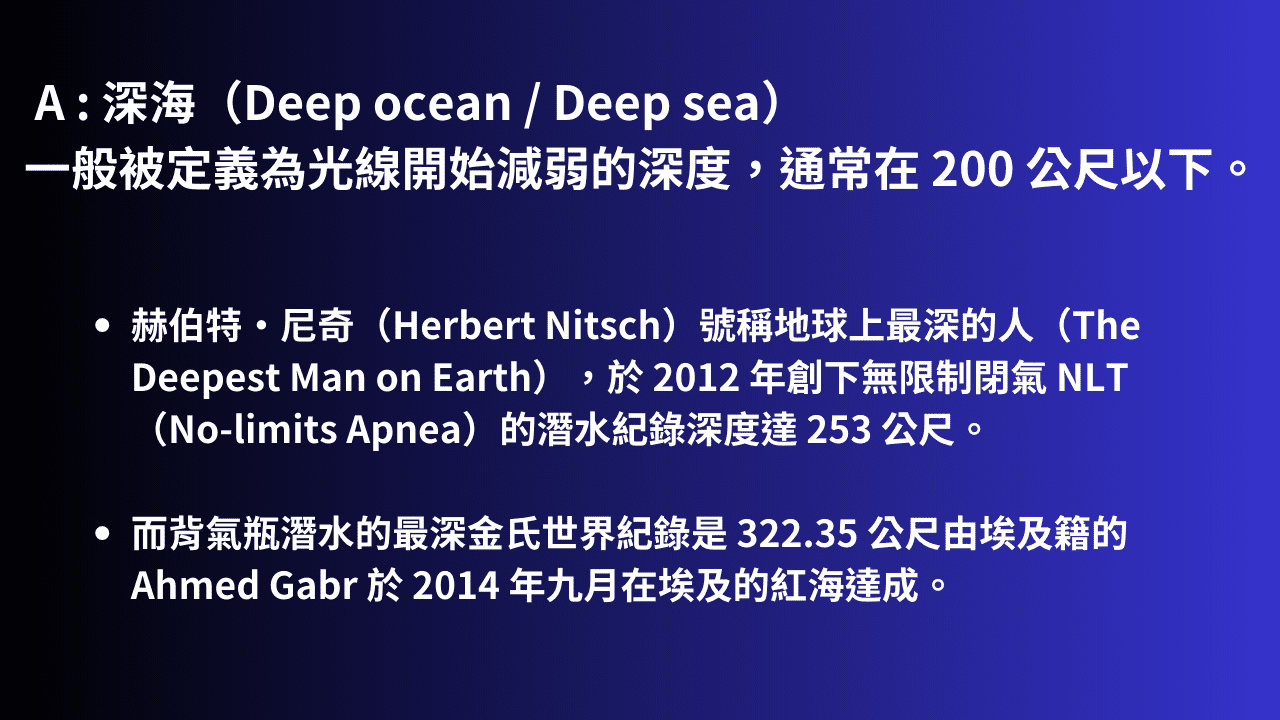 A : 深海（Deep ocean / Deep sea）
一般被定義為光線開始減弱的深度，通常在 200 公尺以下。
• 赫伯特·尼奇（Herbert Nitsch）號稱地球上最深的人（The
Deepest Man on Earth），於 2012 年創下無限制閉氣 NLT
（No-limits Apnea）的潛水紀錄深度達 253 公尺。
• 而背氣瓶潛水的最深金氏世界紀錄是 322.35 公尺由埃及籍的
Ahmed Gabr 於 2014 年九月在埃及的紅海達成。